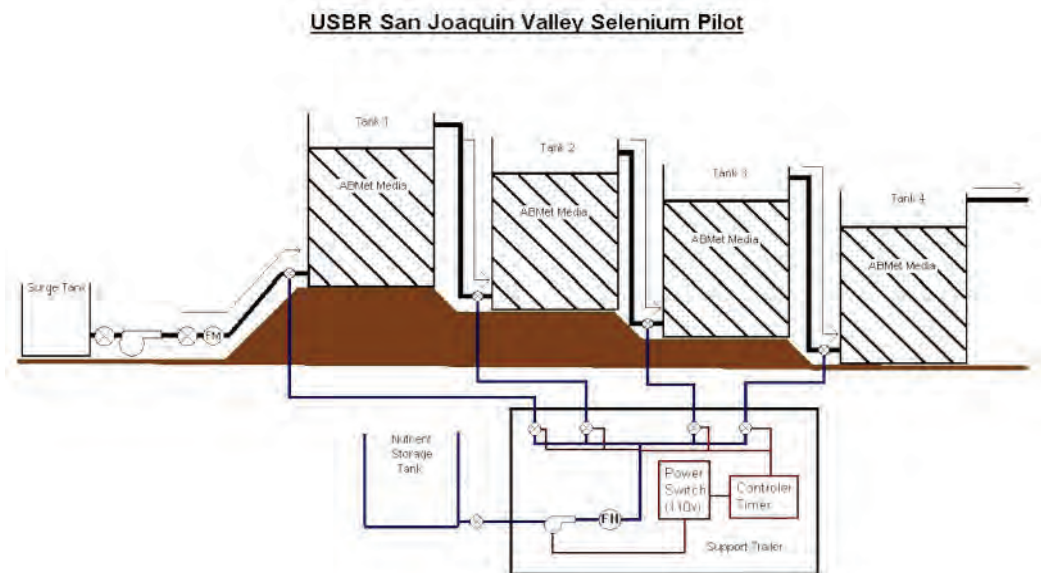 USBR San Joaquin Valley Selenium Pilot
Tank 1
Tank 2
Tank 3
Tank 4
ABMet Media
ABMet Media
ABMet Media
ABMet Media
Surge Tank
FM
Nutrient
Storage
Tank
Power
Switch
(110v)
Controler
Timer
FM
Support Trailer